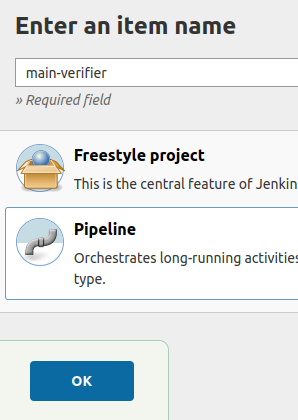 Enter an item name
main-verifier
» Required field
Freestyle project
This is the central feature of Jenkin
Pipeline
Orchestrates long-running activities
type.
OK